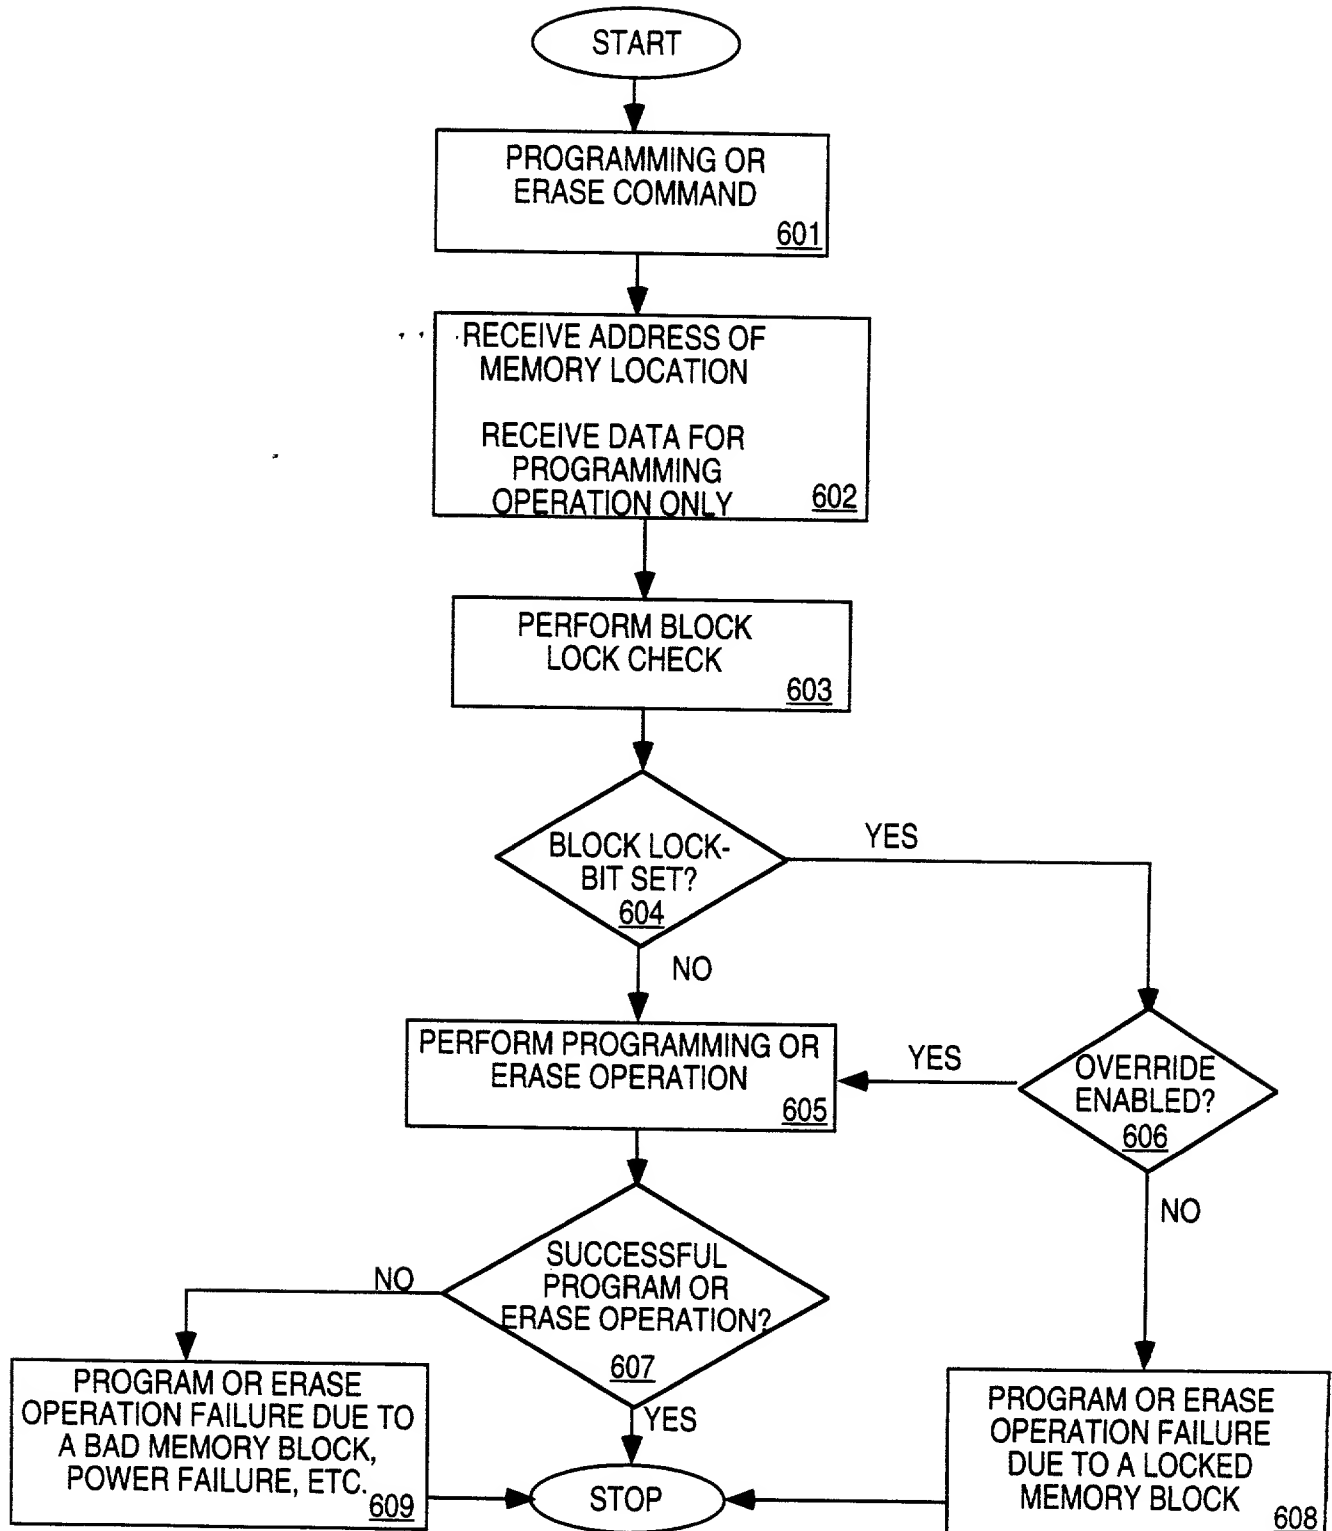 START
PROGRAMMING OR
ERASE COMMAND
601
RECEIVE ADDRESS OF
MEMORY LOCATION
RECEIVE DATA FOR
PROGRAMMING
OPERATION ONLY
602
PERFORM BLOCK
LOCK CHECK
603
BLOCK LOCK-
BIT SET?
604
YES
NO
PERFORM PROGRAMMING OR
ERASE OPERATION
605
YES
OVERRIDE
ENABLED?
606
NO
SUCCESSFUL
PROGRAM OR
ERASE OPERATION?
607
NO
YES
PROGRAM OR ERASE
OPERATION FAILURE DUE TO
A BAD MEMORY BLOCK,
POWER FAILURE, ETC.
609
STOP
PROGRAM OR ERASE
OPERATION FAILURE
DUE TO A LOCKED
MEMORY BLOCK
608